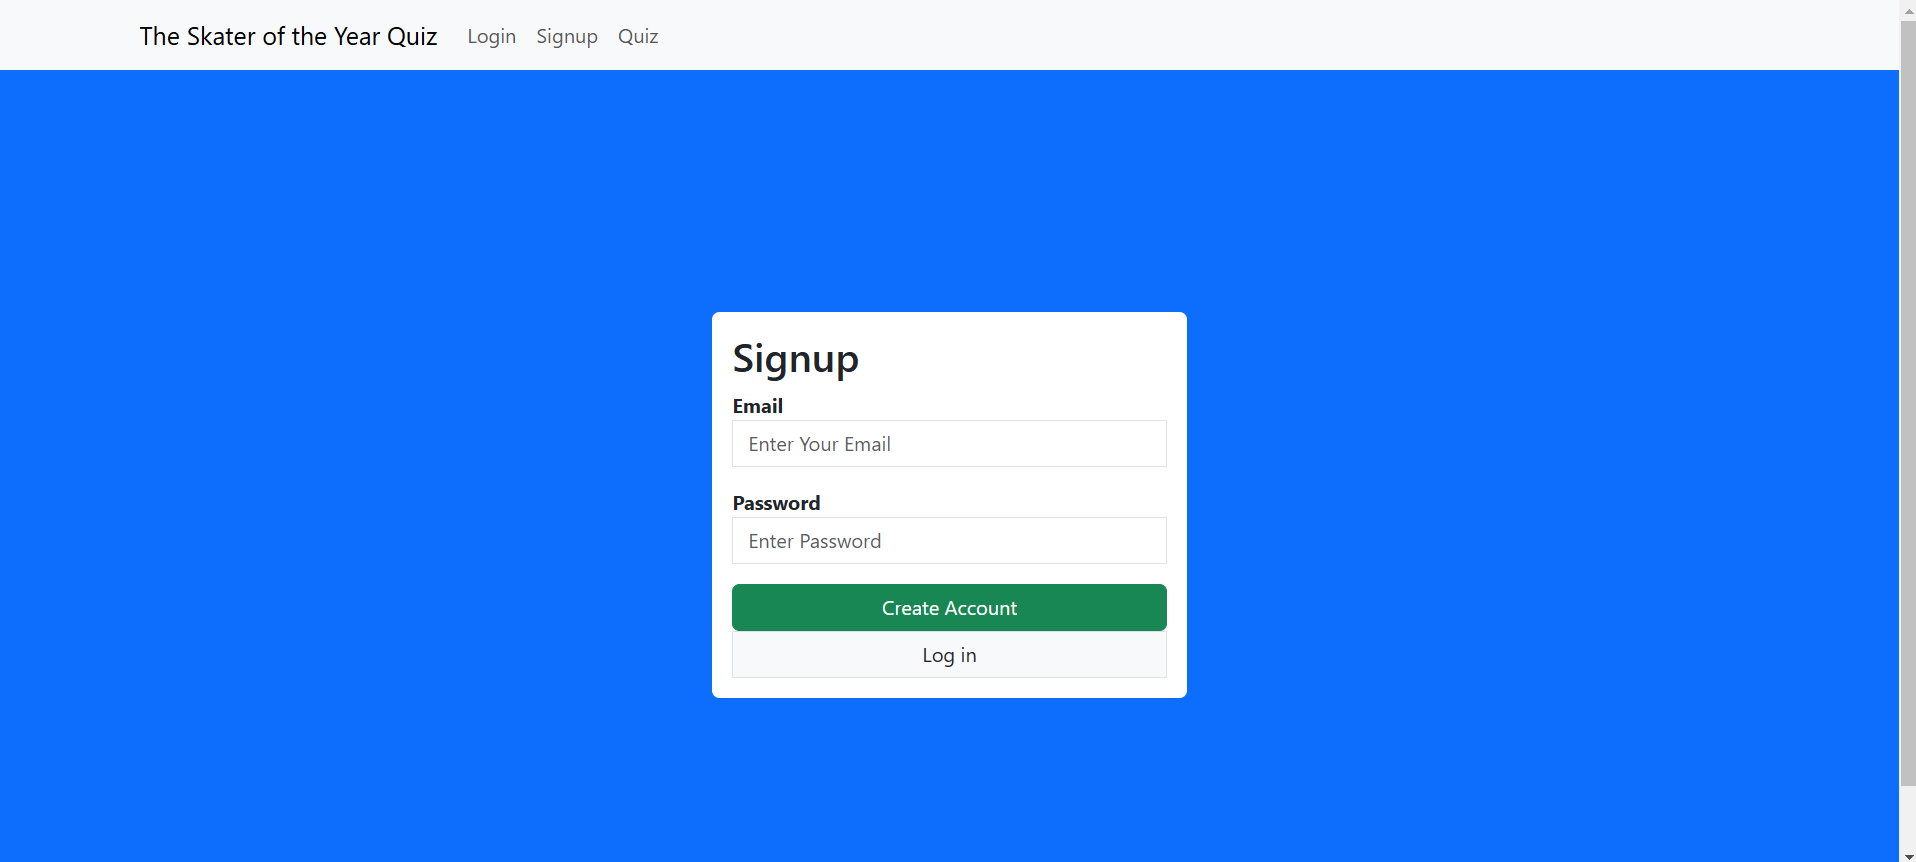 The Skater of the Year Quiz Login Signup Quiz
Signup
Email
Enter Your Email
Password
Enter Password
Create Account
Log in